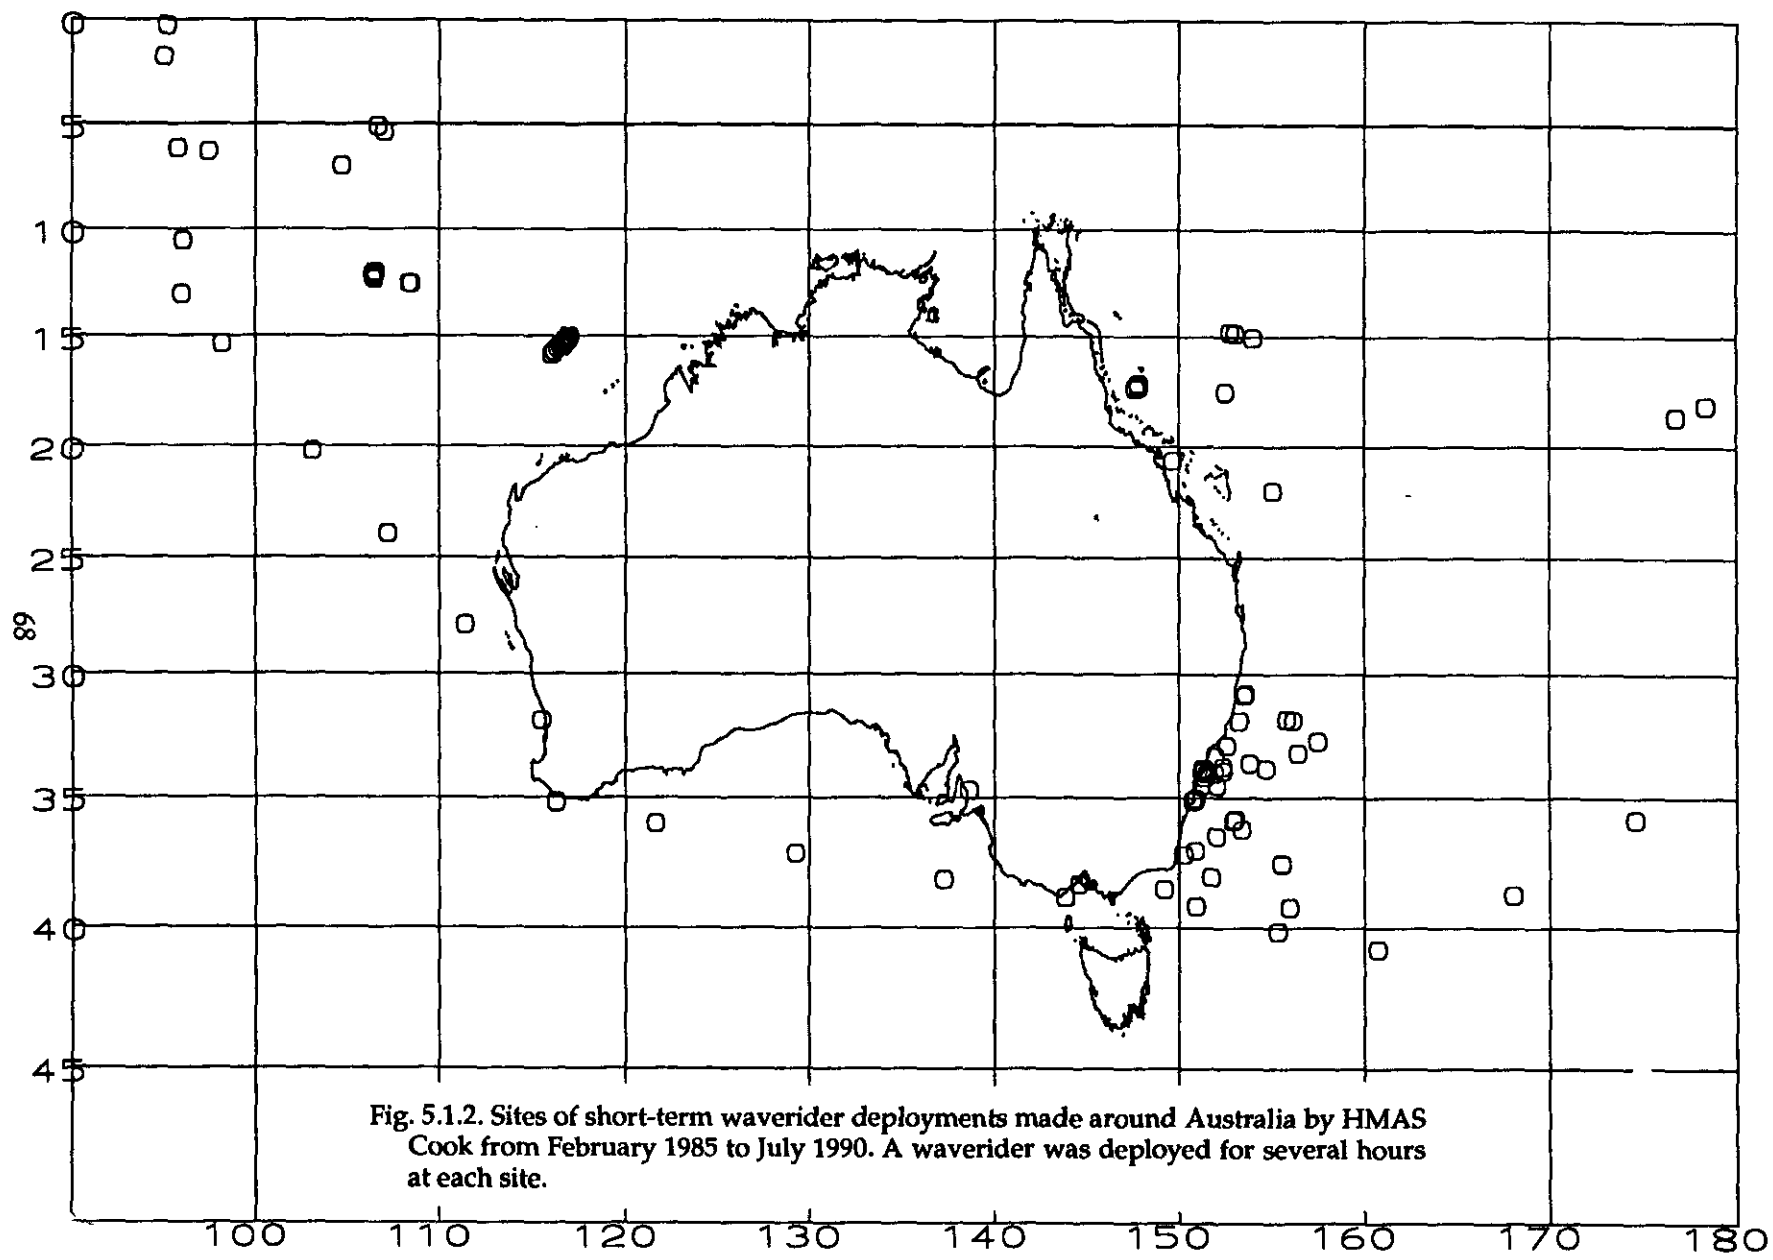 0
5
10
15
20
25
30
35
40
45
89
Fig. 5.1.2. Sites of short-term waverider deployments made around Australia by HMAS
Cook from February 1985 to July 1990. A waverider was deployed for several hours
at each site.
100 110 120 130 140 150 160 170 180